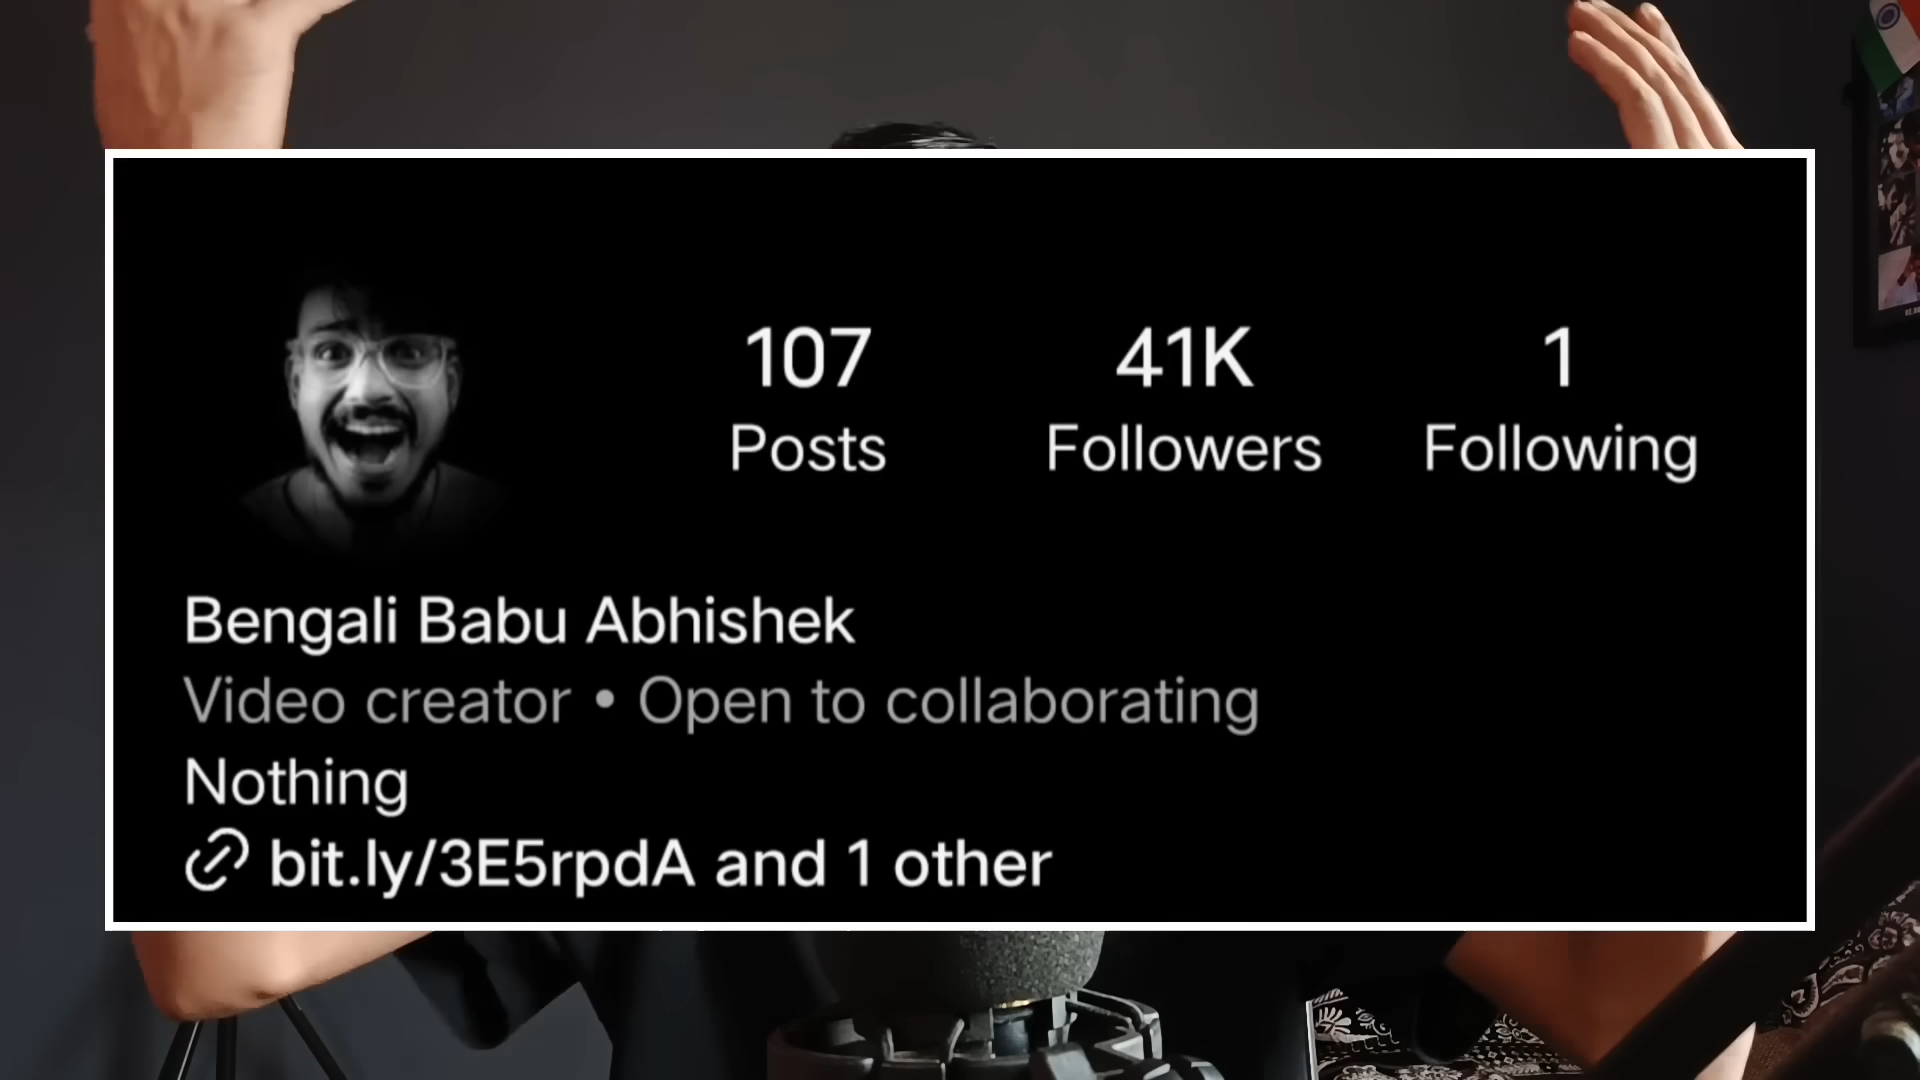 107 41K 1
Posts Followers Following
Bengali Babu Abhishek
Video creator • Open to collaborating
Nothing
bit.ly/3E5rpdA and 1 other